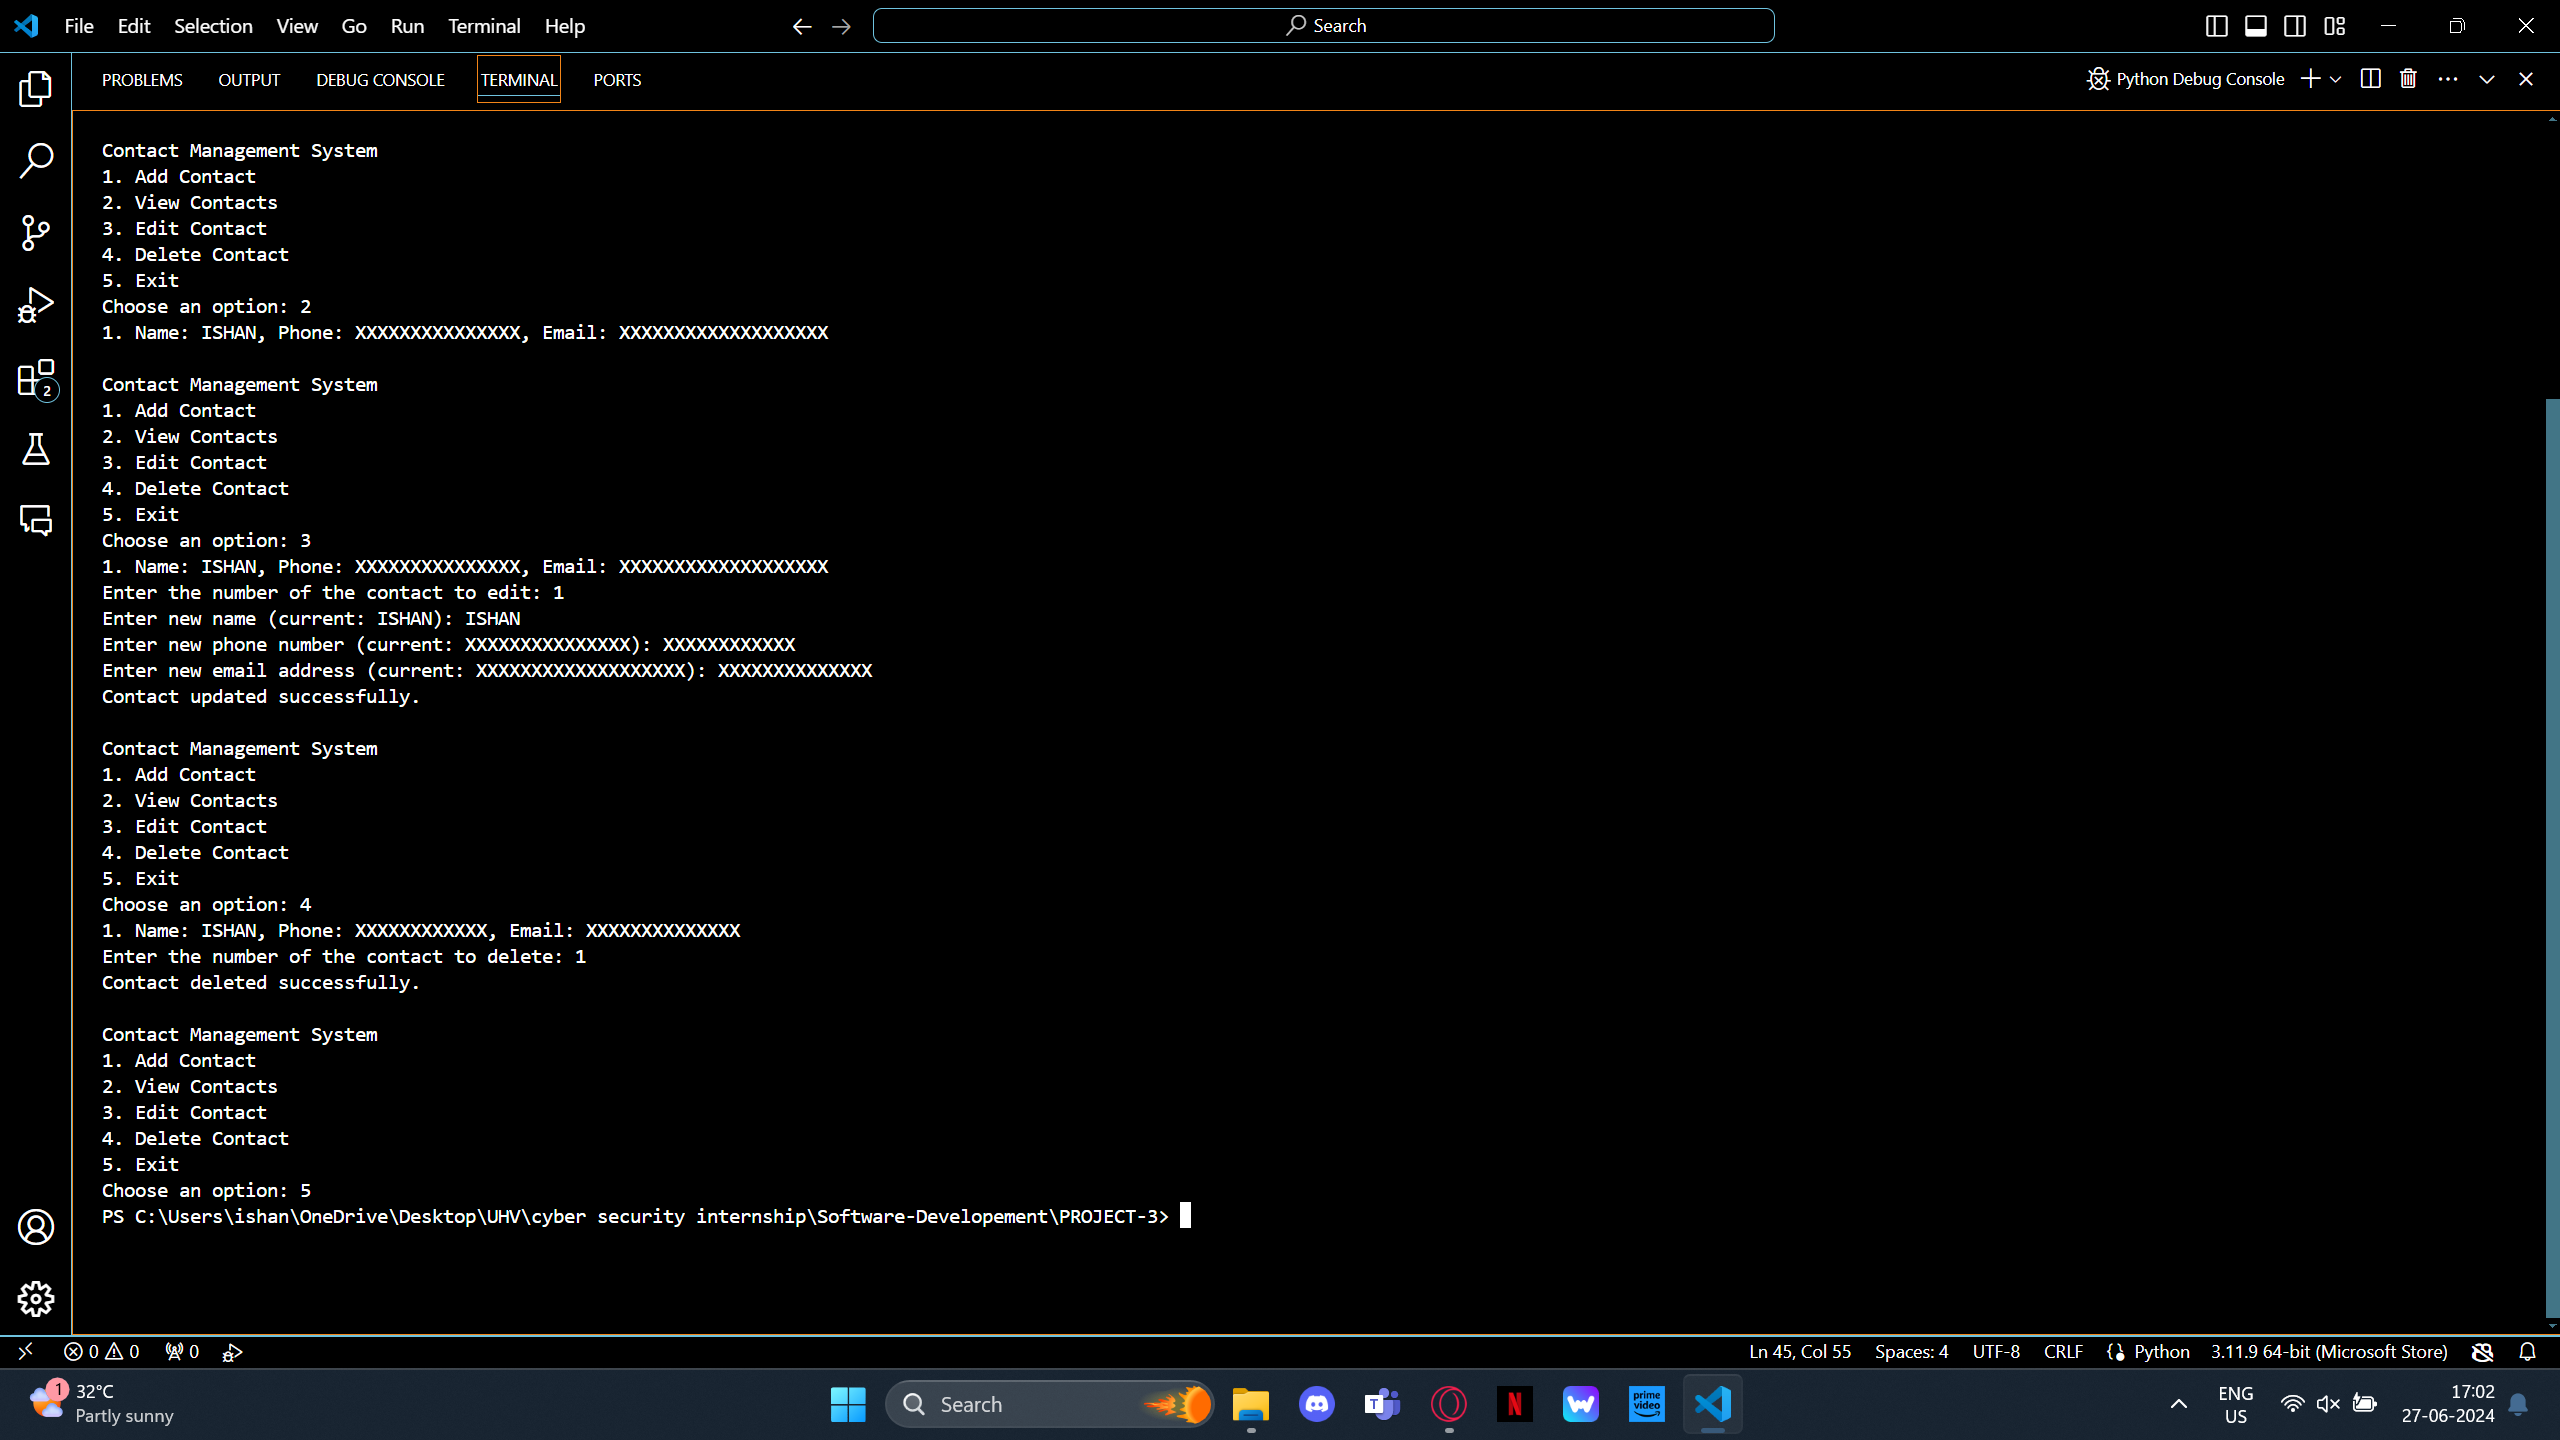 File Edit Selection View Go Run Terminal Help
Search
PROBLEMS OUTPUT DEBUG CONSOLE TERMINAL PORTS
Python Debug Console
2
Contact Management System
1. Add Contact
2. View Contacts
3. Edit Contact
4. Delete Contact
5. Exit
Choose an option: 2
1. Name: ISHAN, Phone: XXXXXXXXXXXXXXX, Email: XXXXXXXXXXXXXXXXXXX
Contact Management System
1. Add Contact
2. View Contacts
3. Edit Contact
4. Delete Contact
5. Exit
Choose an option: 3
1. Name: ISHAN, Phone: XXXXXXXXXXXXXXX, Email: XXXXXXXXXXXXXXXXXXX
Enter the number of the contact to edit: 1
Enter new name (current: ISHAN): ISHAN
Enter new phone number (current: XXXXXXXXXXXXXXX): XXXXXXXXXXXX
Enter new email address (current: XXXXXXXXXXXXXXXXXXX): XXXXXXXXXXXXXX
Contact updated successfully.
Contact Management System
1. Add Contact
2. View Contacts
3. Edit Contact
4. Delete Contact
5. Exit
Choose an option: 4
1. Name: ISHAN, Phone: XXXXXXXXXXXX, Email: XXXXXXXXXXXXXX
Enter the number of the contact to delete: 1
Contact deleted successfully.
Contact Management System
1. Add Contact
2. View Contacts
3. Edit Contact
4. Delete Contact
5. Exit
Choose an option: 5
PS C:\Users\ishan\OneDrive\Desktop\UHV\cyber security internship\Software-Developement\PROJECT-3>
0 0 0
Ln 45, Col 55 Spaces: 4 UTF-8 CRLF Python 3.11.9 64-bit (Microsoft Store)
1 32°C
Partly sunny
Search
T
N
prime video
ENG
US
17:02
27-06-2024